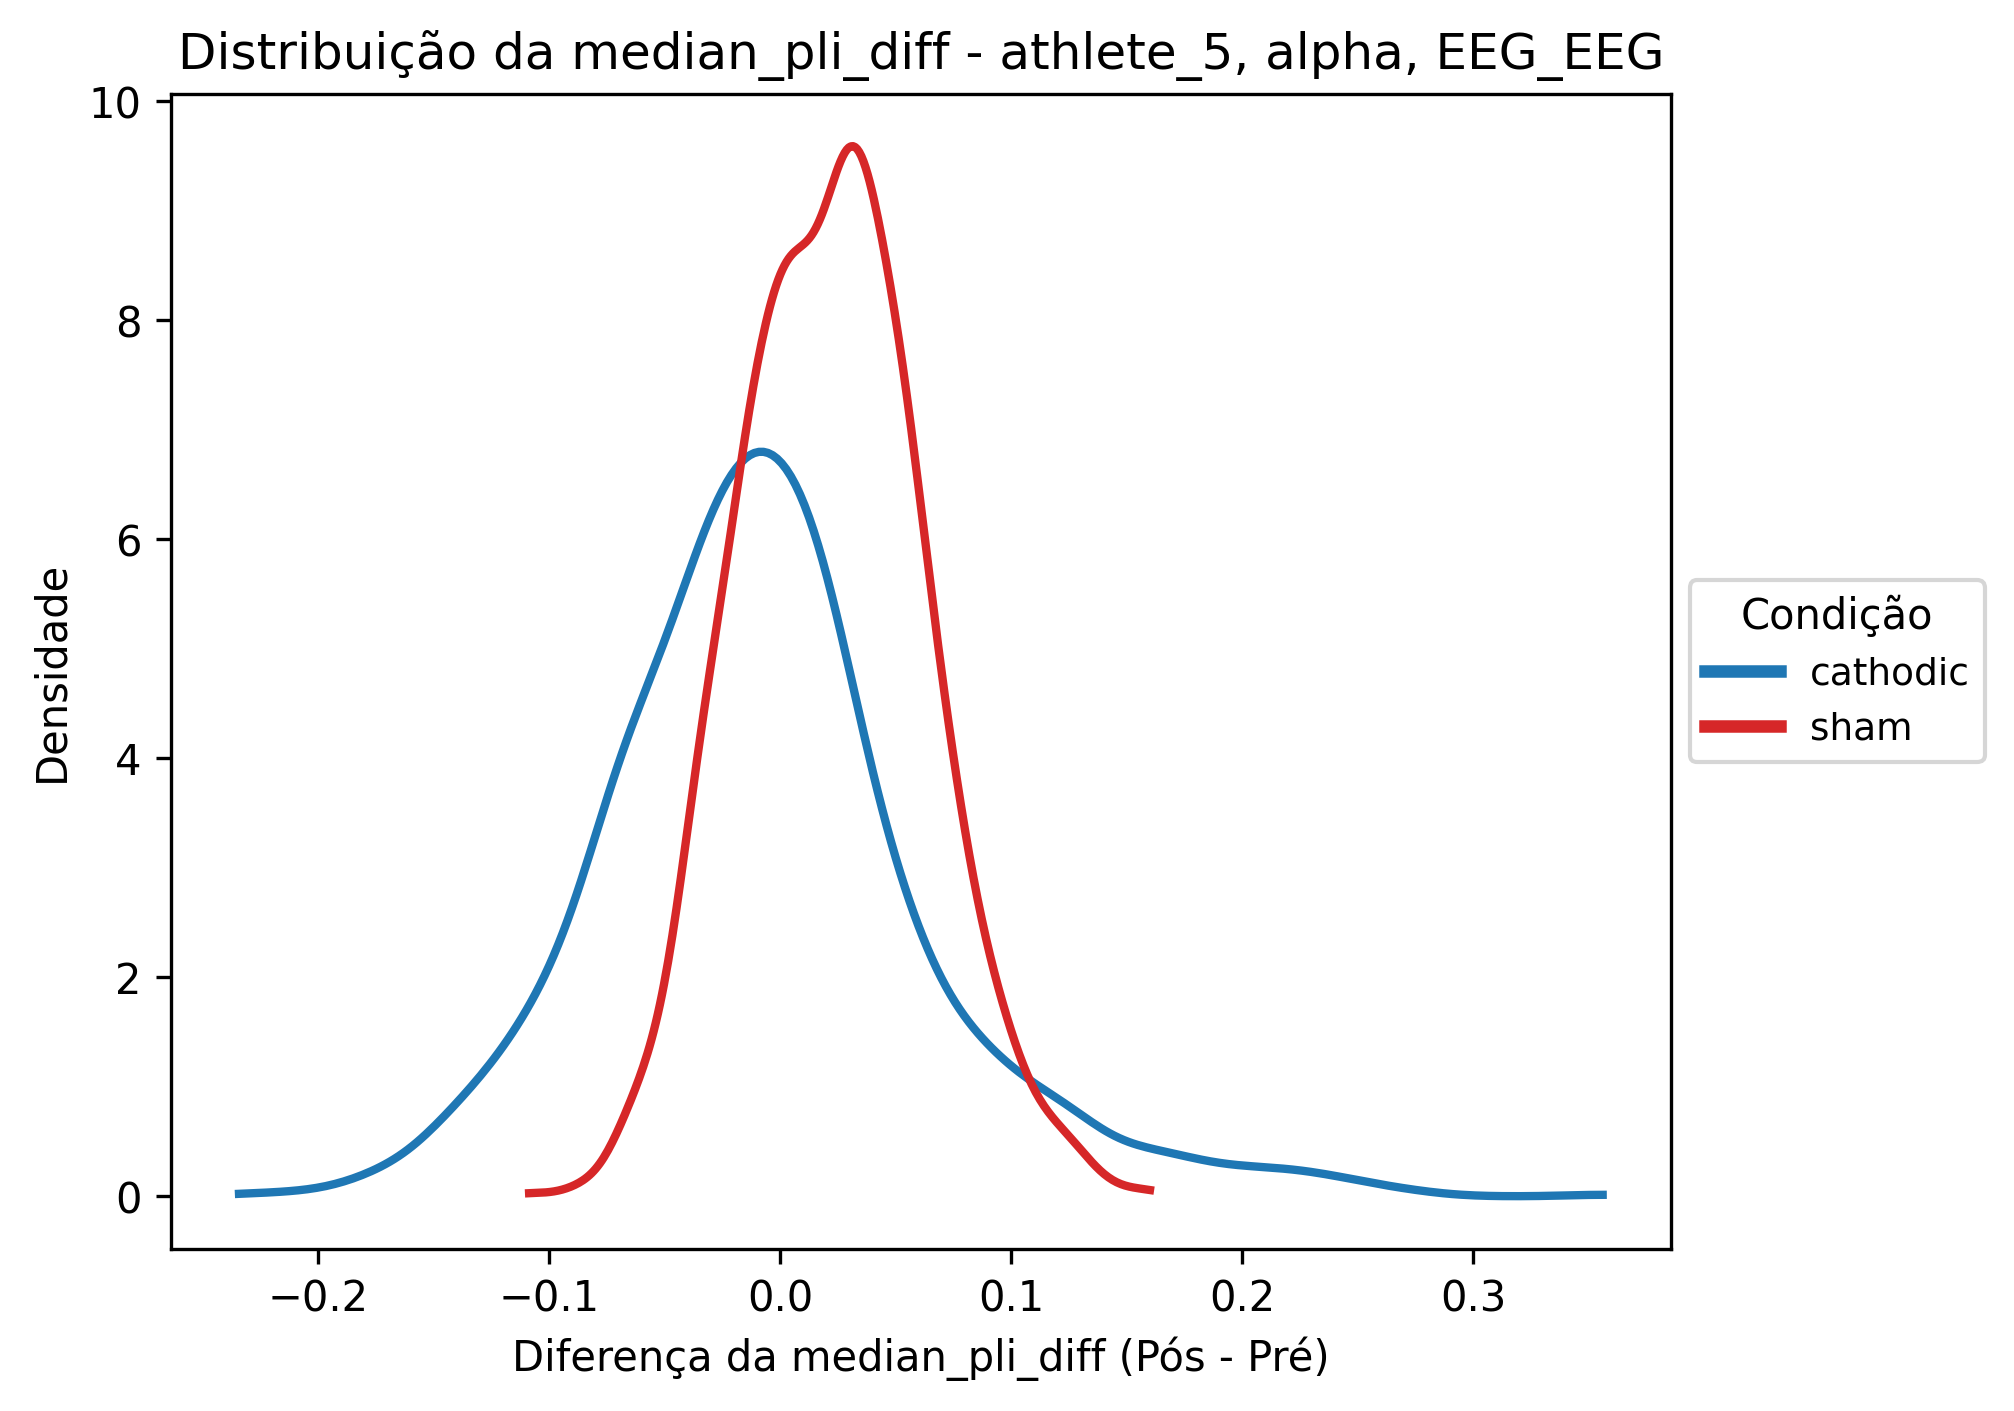 Distribuição da median_pli_diff - athlete_5, alpha, EEG_EEG
10
8
6
4
2
0
Densidade
−0.2
−0.1
0.0
0.1
0.2
0.3
Diferença da median_pli_diff (Pós - Pré)
Condição
cathodic
sham